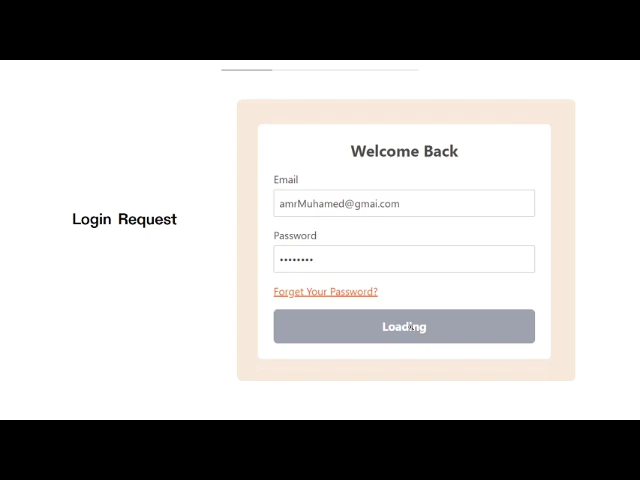 Welcome Back
Email
amrMuhamed@gmai.com
Password
••••••••
Login Request
Forget Your Password?
Loading